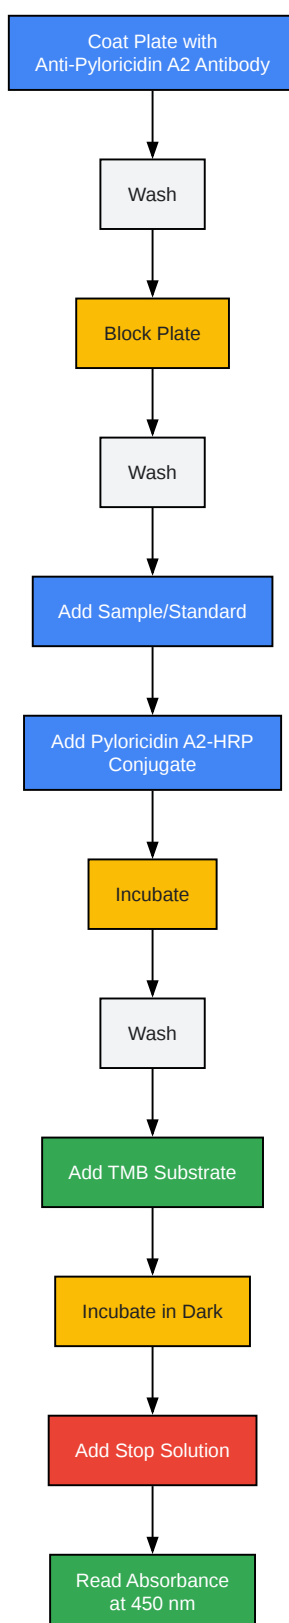 Coat Plate with
Anti-Pyloricidin A2 Antibody
Wash
Block Plate
Wash
Add Sample/Standard
Add Pyloricidin A2-HRP
Conjugate
Incubate
Wash
Add TMB Substrate
Incubate in Dark
Add Stop Solution
Read Absorbance
at 450 nm